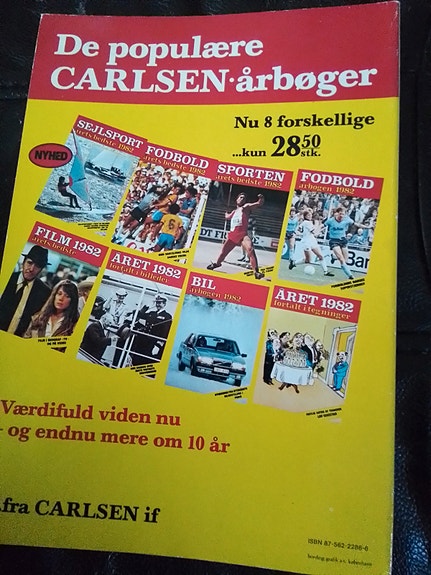 De populære
CARLSEN·årbøger
Nu 8 forskellige
...kun 28.50 stk.
NYHED
SEJLSPORT
årets bedste 1982
FODBOLD
årets bedste 1982
SPORTEN
årets bedste 1982
FODBOLD
årbogen 1982
FILM 1982
årets bedste
ÅRET 1982
fortalt i billeder
BIL
årbogen 1982
ÅRET 1982
fortalt i tegninger
Værdifuld viden nu
- og endnu mere om 10 år
.fra CARLSEN if
ISBN 87-562-2288-6